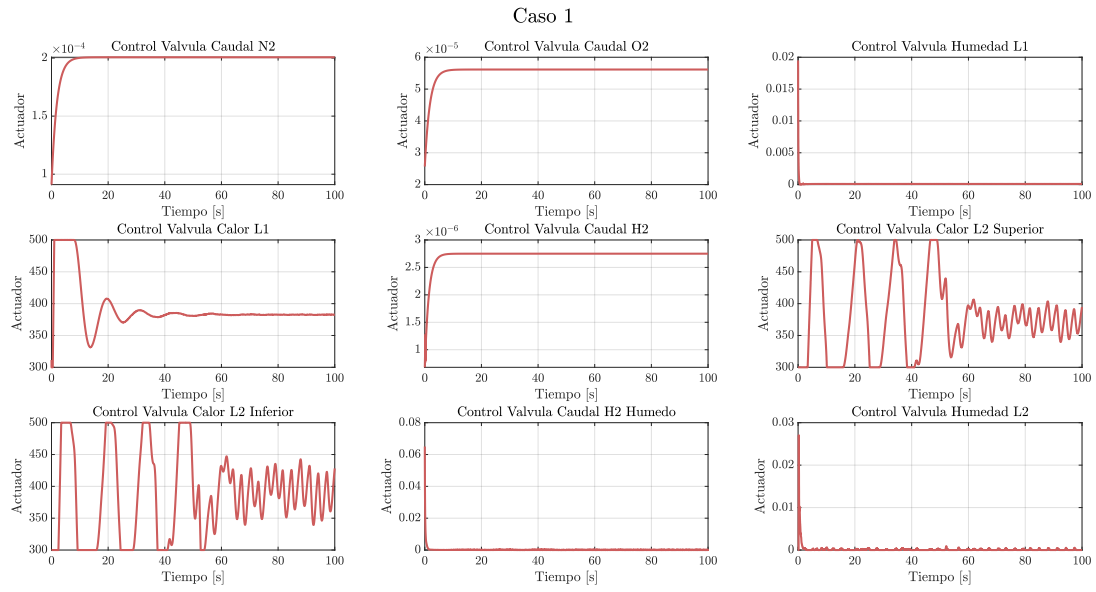 Caso 1
Control Valvula Caudal N2
×10⁻⁴
2
1.5
1
Actuador
0 20 40 60 80 100
Tiempo [s]
Control Valvula Caudal O2
×10⁻⁵
6
5
4
3
2
Actuador
0 20 40 60 80 100
Tiempo [s]
Control Valvula Humedad L1
0.02
0.015
0.01
0.005
0
Actuador
0 20 40 60 80 100
Tiempo [s]
Control Valvula Calor L1
500
450
400
350
300
Actuador
0 20 40 60 80 100
Tiempo [s]
Control Valvula Caudal H2
×10⁻⁶
3
2.5
2
1.5
1
Actuador
0 20 40 60 80 100
Tiempo [s]
Control Valvula Calor L2 Superior
500
450
400
350
300
Actuador
0 20 40 60 80 100
Tiempo [s]
Control Valvula Calor L2 Inferior
500
450
400
350
300
Actuador
0 20 40 60 80 100
Tiempo [s]
Control Valvula Caudal H2 Humedo
0.08
0.06
0.04
0.02
0
Actuador
0 20 40 60 80 100
Tiempo [s]
Control Valvula Humedad L2
0.03
0.02
0.01
0
Actuador
0 20 40 60 80 100
Tiempo [s]